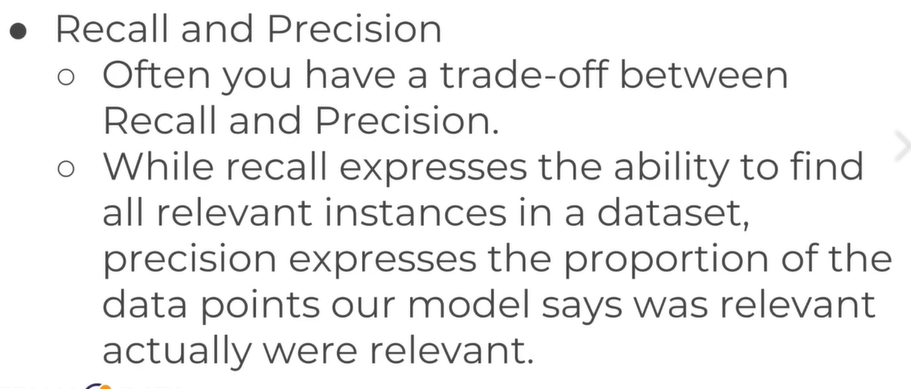 ● Recall and Precision
○ Often you have a trade-off between
Recall and Precision.
○ While recall expresses the ability to find
all relevant instances in a dataset,
precision expresses the proportion of the
data points our model says was relevant
actually were relevant.